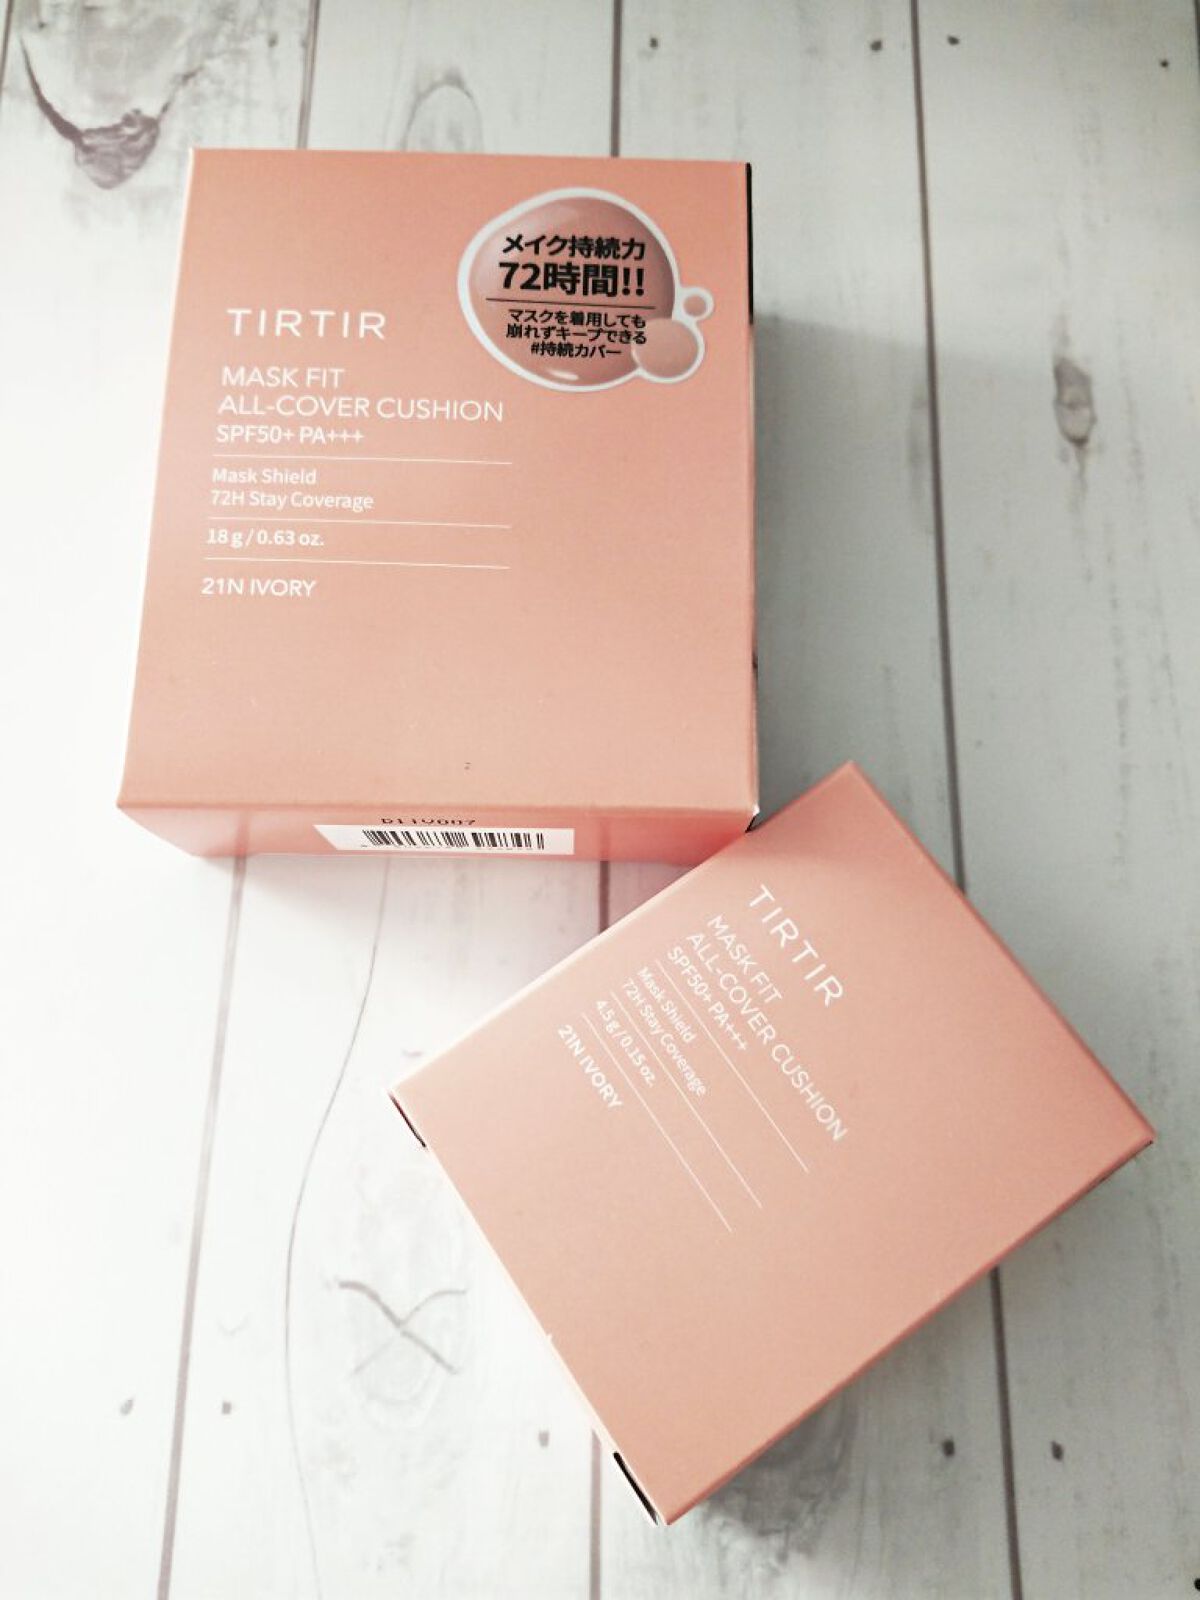 メイク持続力
72時間!!
マスクを着用しても
崩れずキープできる
#持続カバー
TIRTIR
MASK FIT
ALL-COVER CUSHION
SPF50+ PA+++
Mask Shield
72H Stay Coverage
18 g / 0.63 oz.
21N IVORY
TIRTIR
MASK FIT
ALL-COVER CUSHION
SPF50+ PA+++
Mask Shield
72H Stay Coverage
4.5 g / 0.15 oz.
21N IVORY